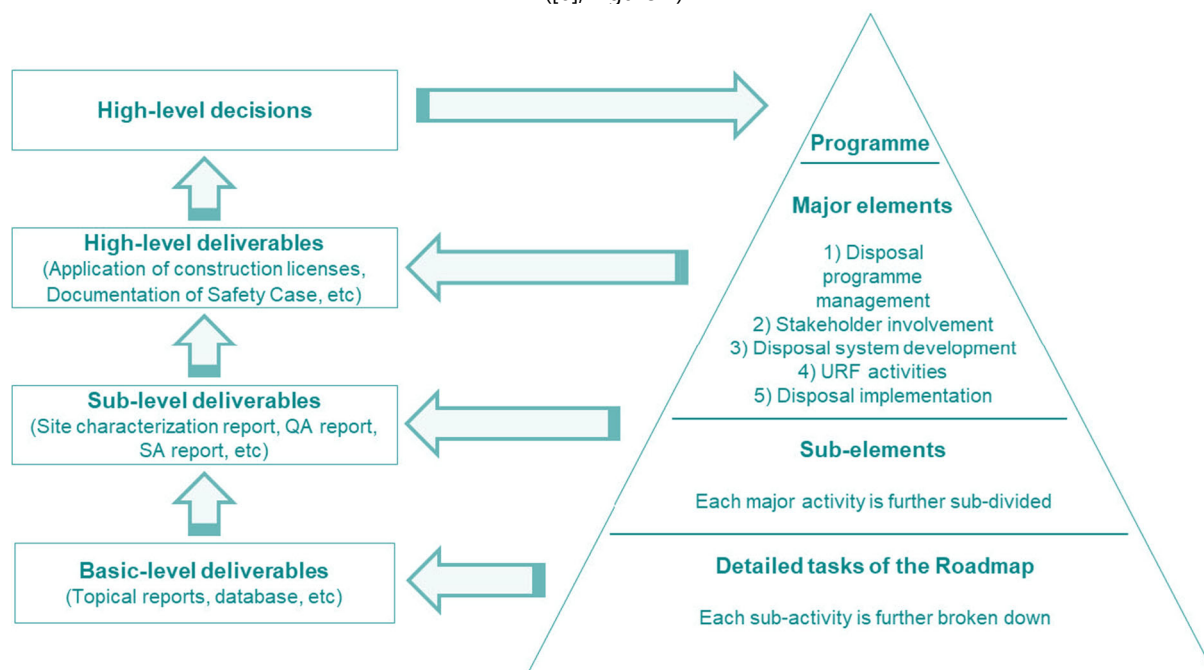 High-level decisions
High-level deliverables
(Application of construction licenses,
Documentation of Safety Case, etc)
Sub-level deliverables
(Site characterization report, QA report,
SA report, etc)
Basic-level deliverables
(Topical reports, database, etc)
Programme
Major elements
1) Disposal
programme
management
2) Stakeholder involvement
3) Disposal system development
4) URF activities
5) Disposal implementation
Sub-elements
Each major activity is further sub-divided
Detailed tasks of the Roadmap
Each sub-activity is further broken down